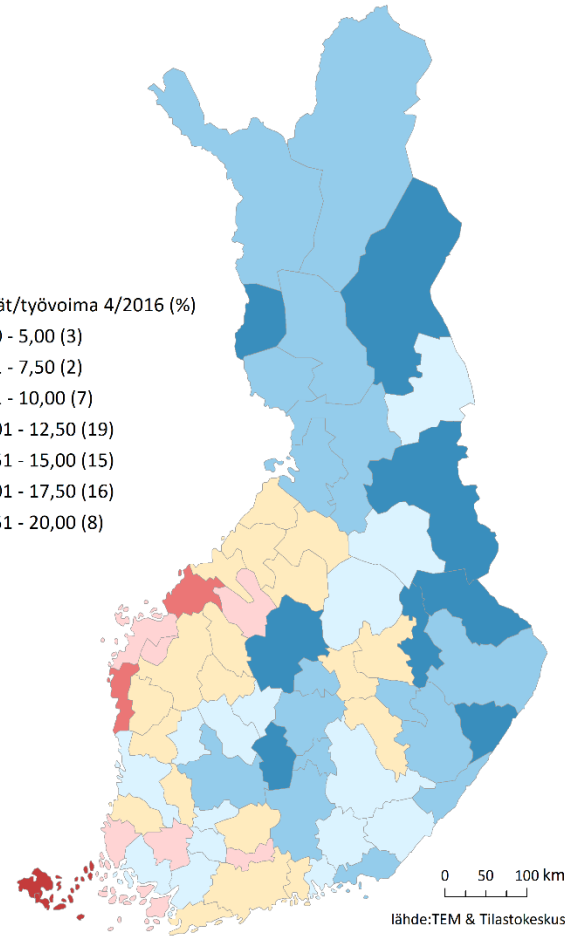 ät/työvoima 4/2016 (%)
- 5,00 (3)
- 7,50 (2)
- 10,00 (7)
- 12,50 (19)
- 15,00 (15)
- 17,50 (16)
- 20,00 (8)
0 50 100 km
lähde:TEM & Tilastokeskus